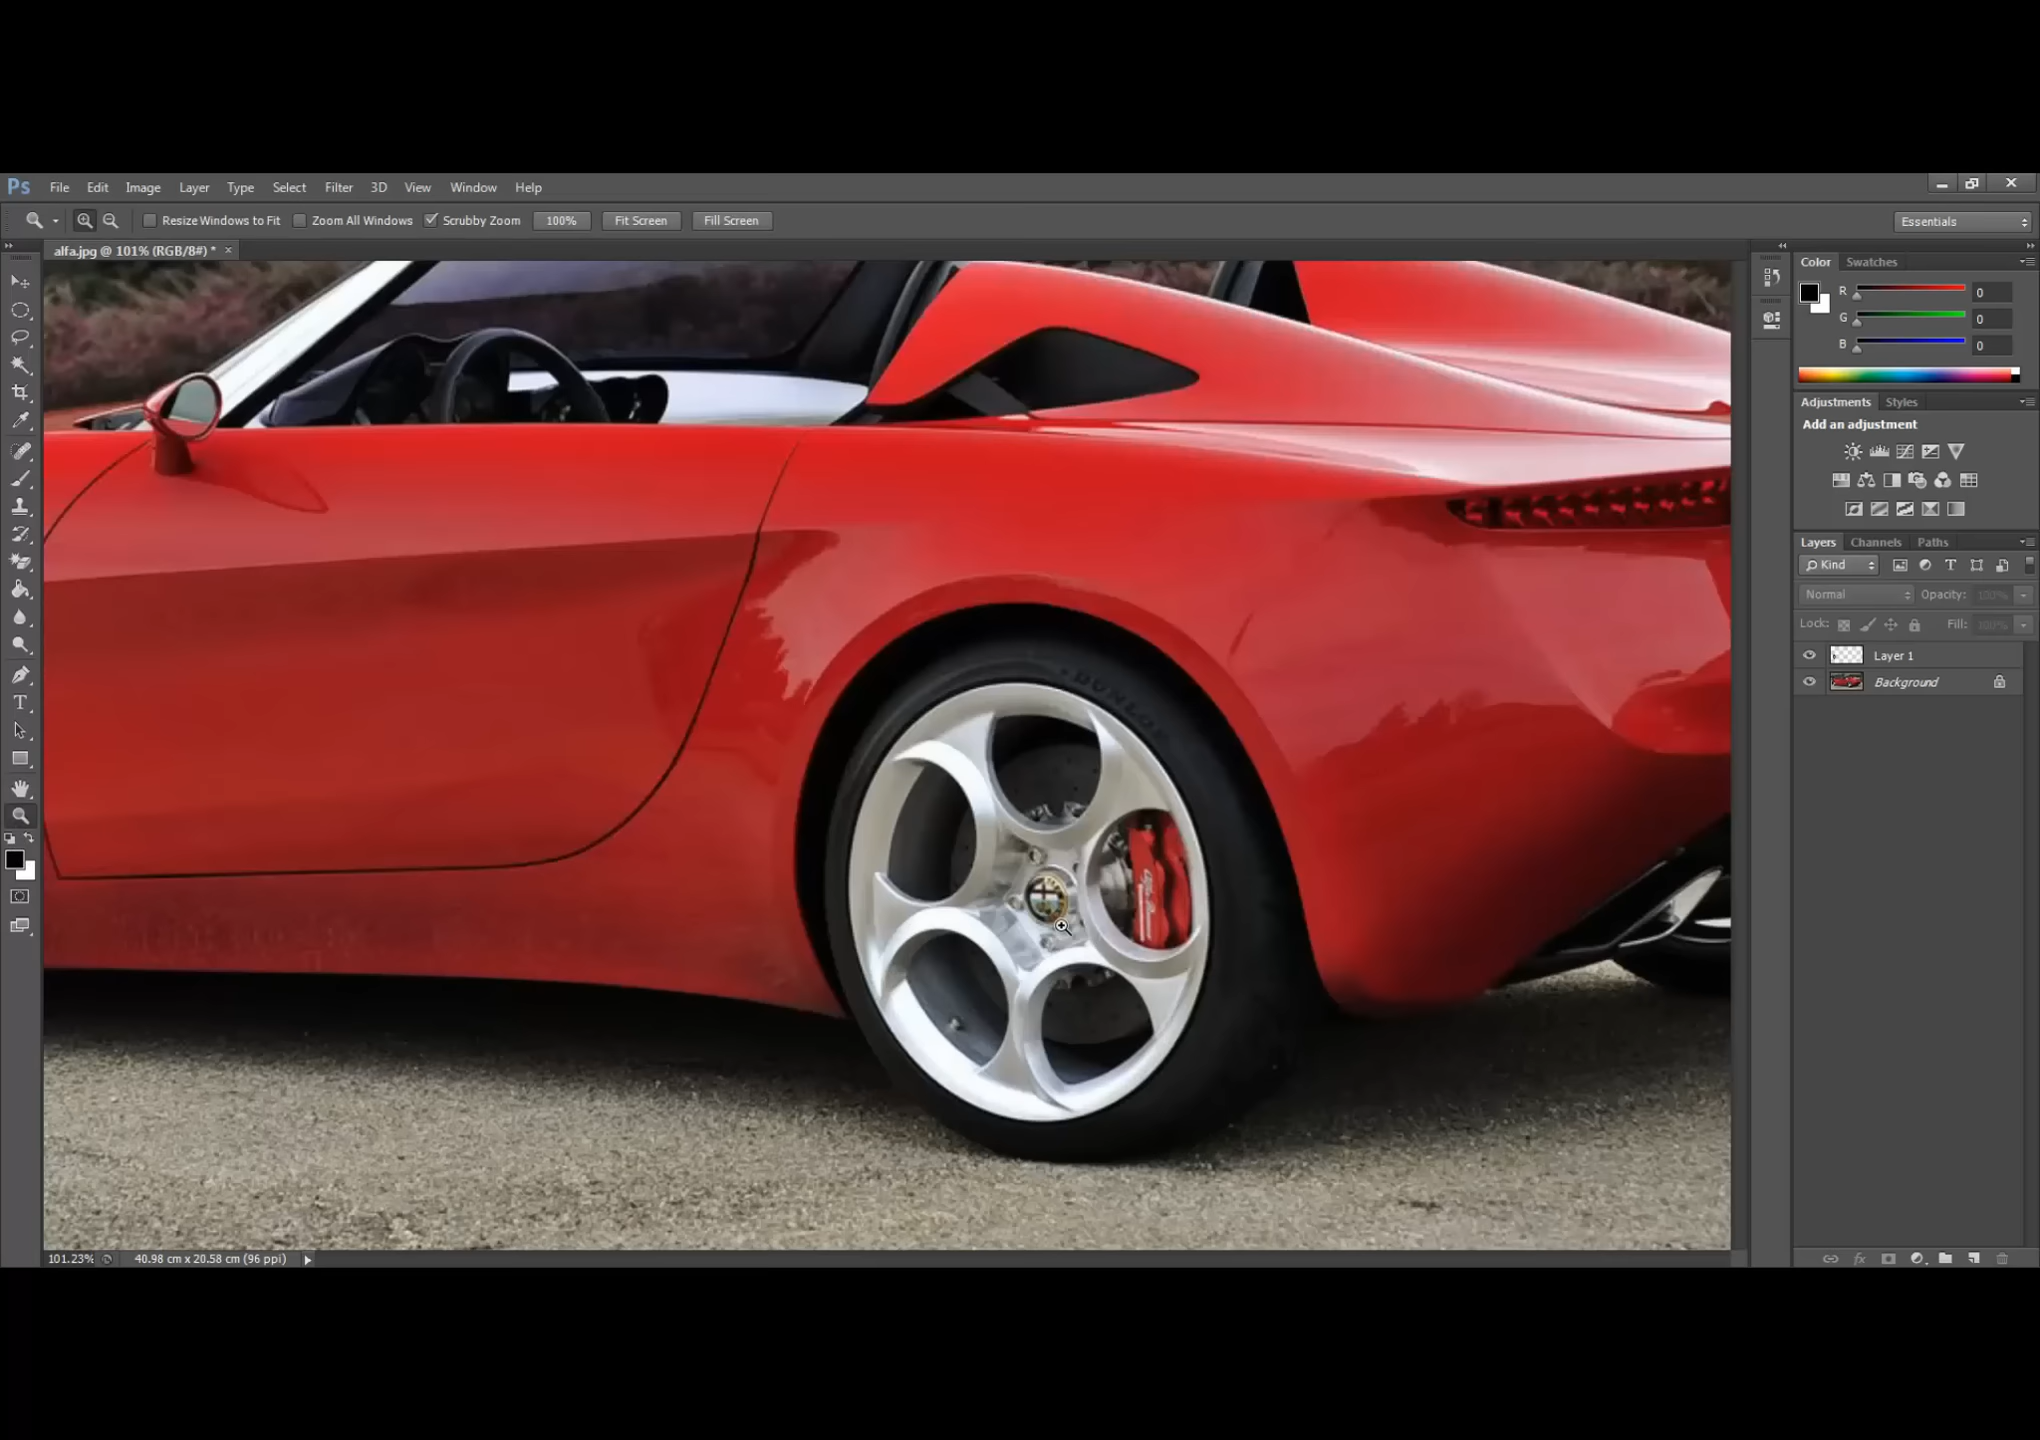 Ps File Edit Image Layer Type Select Filter 3D View Window Help
Resize Windows to Fit Zoom All Windows Scrubby Zoom 100% Fit Screen Fill Screen Essentials
alfa.jpg @ 101% (RGB/8#) * ×
Color Swatches
R 0
G 0
B 0
Adjustments Styles
Add an adjustment
Layers Channels Paths
Kind
Normal Opacity: 100%
Lock: Fill: 100%
Layer 1
Background
DUNLOP
101.23% 40.98 cm x 20.58 cm (96 ppi)